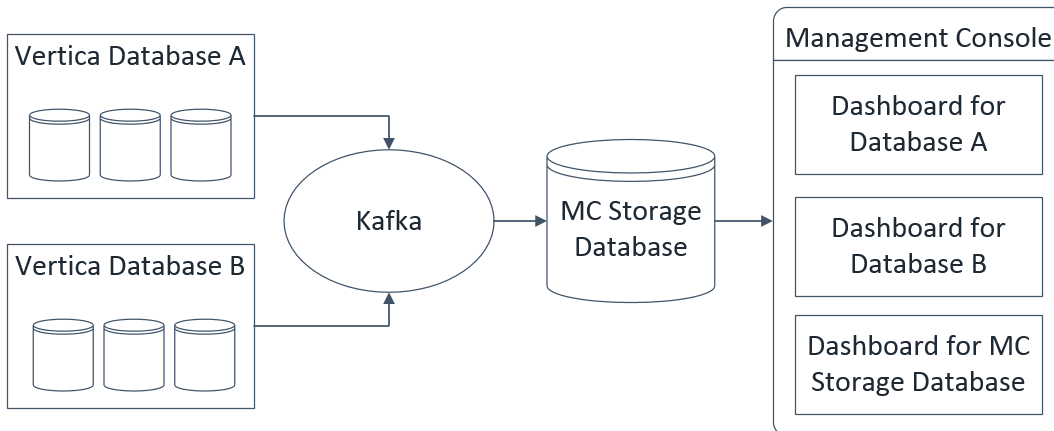 Vertica Database A
Vertica Database B
Kafka
MC Storage
Database
Management Console
Dashboard for
Database A
Dashboard for
Database B
Dashboard for MC
Storage Database